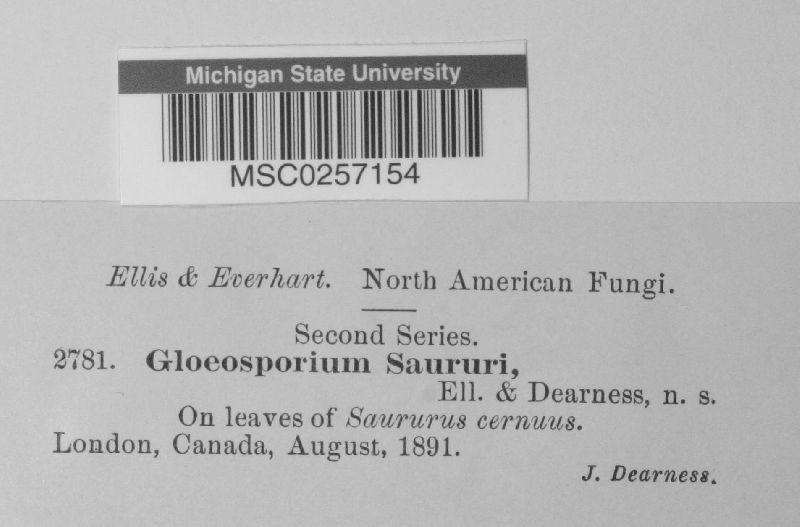 Michigan State University
MSC0257154
Ellis & Everhart. North American Fungi.
Second Series.
2781. Gloeosporium Saururi,
Ell. & Dearness, n. s.
On leaves of Saururus cernuus.
London, Canada, August, 1891.
J. Dearness.